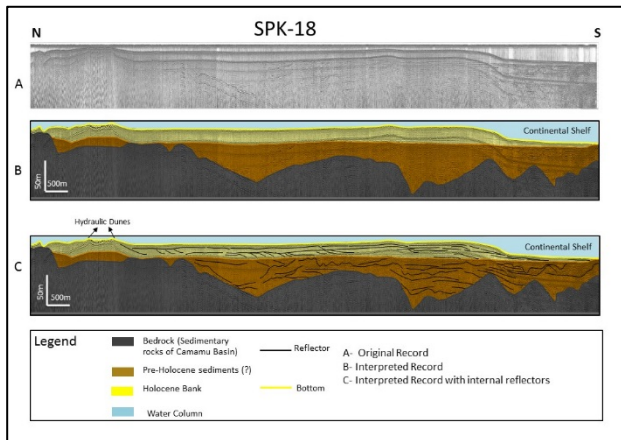 SPK-18
N
S
A
Continental Shelf
B
50m
500m
Hydraulic Dunes
Continental Shelf
C
50m
500m
Legend
Bedrock (Sedimentary
rocks of Camamu Basin)
Pre-Holocene sediments (?)
Holocene Bank
Water Column
Reflector
Bottom
A- Original Record
B- Interpreted Record
C- Interpreted Record with internal reflectors